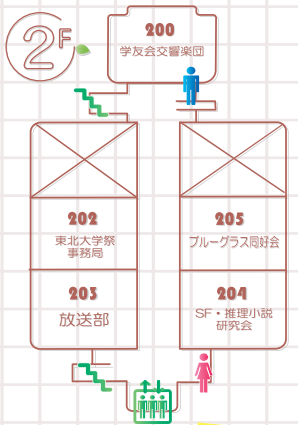 2F
200
学友会交響楽団
202
東北大学祭
事務局
205
ブルーグラス同好会
203
放送部
204
SF・推理小説
研究会